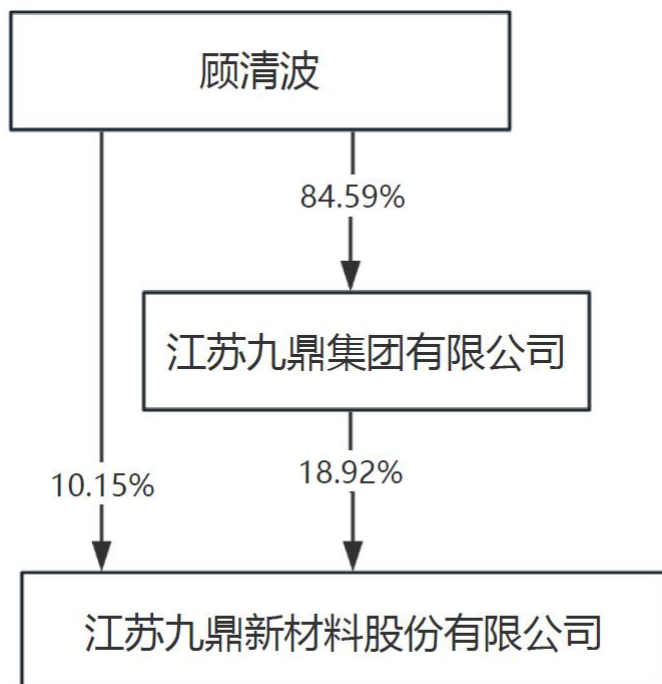 顾清波
84.59%
江苏九鼎集团有限公司
10.15%
18.92%
江苏九鼎新材料股份有限公司